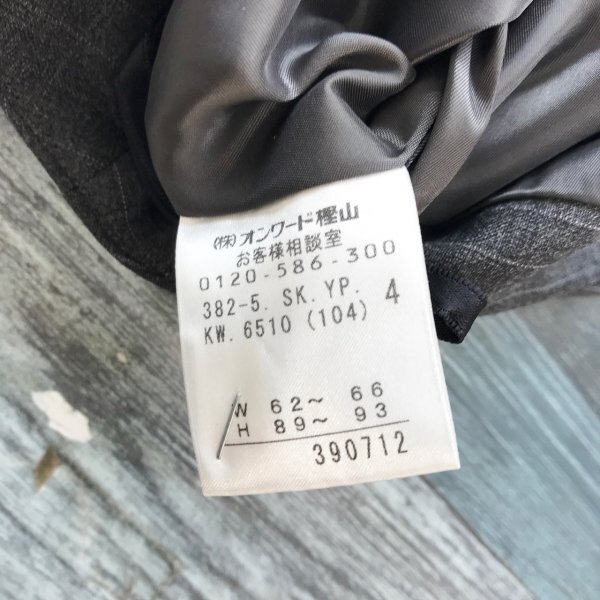 (株)オンワード樫山
お客様相談室
0120-586-300
382-5. SK. YP. 4
KW. 6510 (104)
W 62～ 66
H 89～ 93
390712